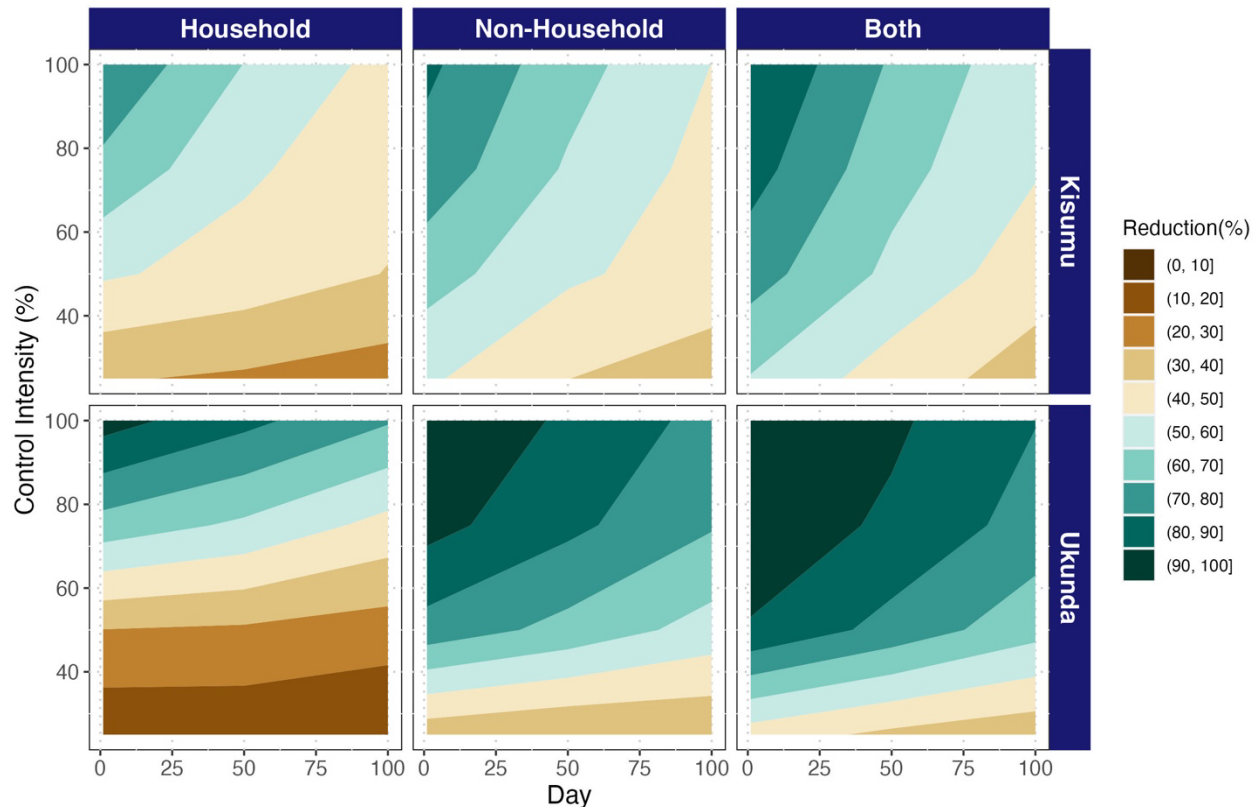 Household Non-Household Both
100
80
60
40
Kisumu
100
80
60
40
Ukunda
Control Intensity (%)
0 25 50 75 100 0 25 50 75 100 0 25 50 75 100
Day
Reduction(%)
(0, 10]
(10, 20]
(20, 30]
(30, 40]
(40, 50]
(50, 60]
(60, 70]
(70, 80]
(80, 90]
(90, 100]